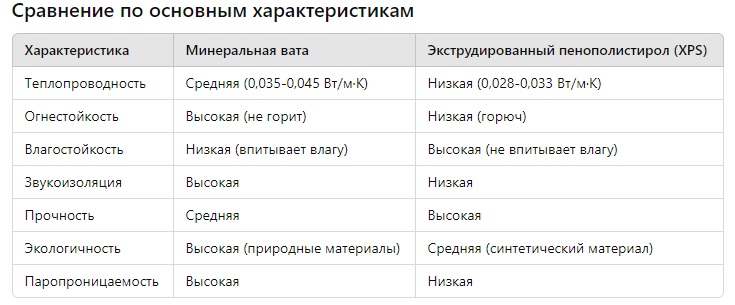 Сравнение по основным характеристикам
Характеристика Минеральная вата Экструдированный пенополистирол (XPS)
Теплопроводность Средняя (0,035-0,045 Вт/м·К) Низкая (0,028-0,033 Вт/м·К)
Огнестойкость Высокая (не горит) Низкая (горюч)
Влагостойкость Низкая (впитывает влагу) Высокая (не впитывает влагу)
Звукоизоляция Высокая Низкая
Прочность Средняя Высокая
Экологичность Высокая (природные материалы) Средняя (синтетический материал)
Паропроницаемость Высокая Низкая